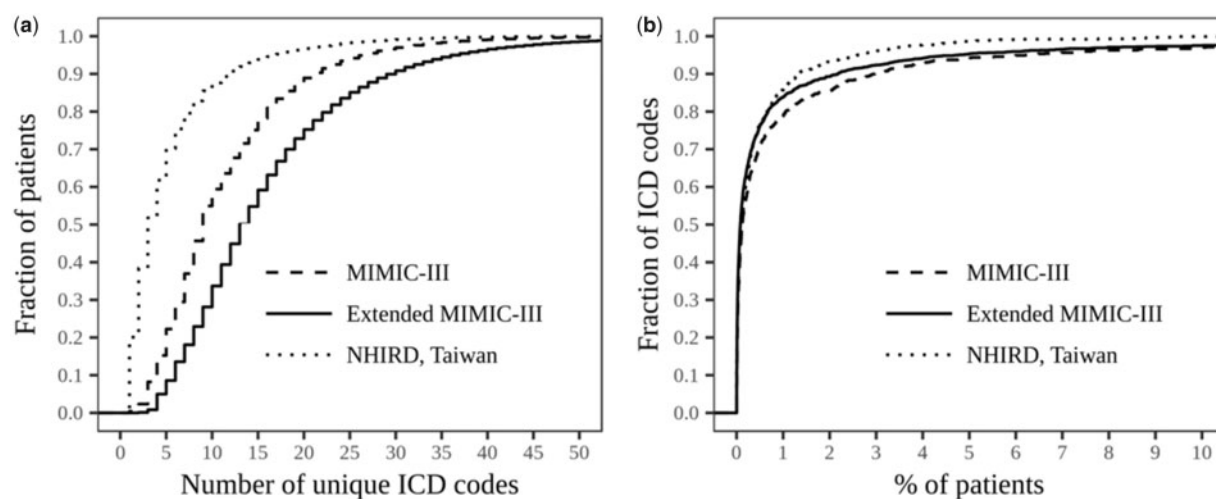 (a)
Fraction of patients
1.0
0.9
0.8
0.7
0.6
0.5
0.4
0.3
0.2
0.1
0.0
MIMIC-III
Extended MIMIC-III
NHIRD, Taiwan
0 5 10 15 20 25 30 35 40 45 50
Number of unique ICD codes
(b)
Fraction of ICD codes
1.0
0.9
0.8
0.7
0.6
0.5
0.4
0.3
0.2
0.1
0.0
MIMIC-III
Extended MIMIC-III
NHIRD, Taiwan
0 1 2 3 4 5 6 7 8 9 10
% of patients